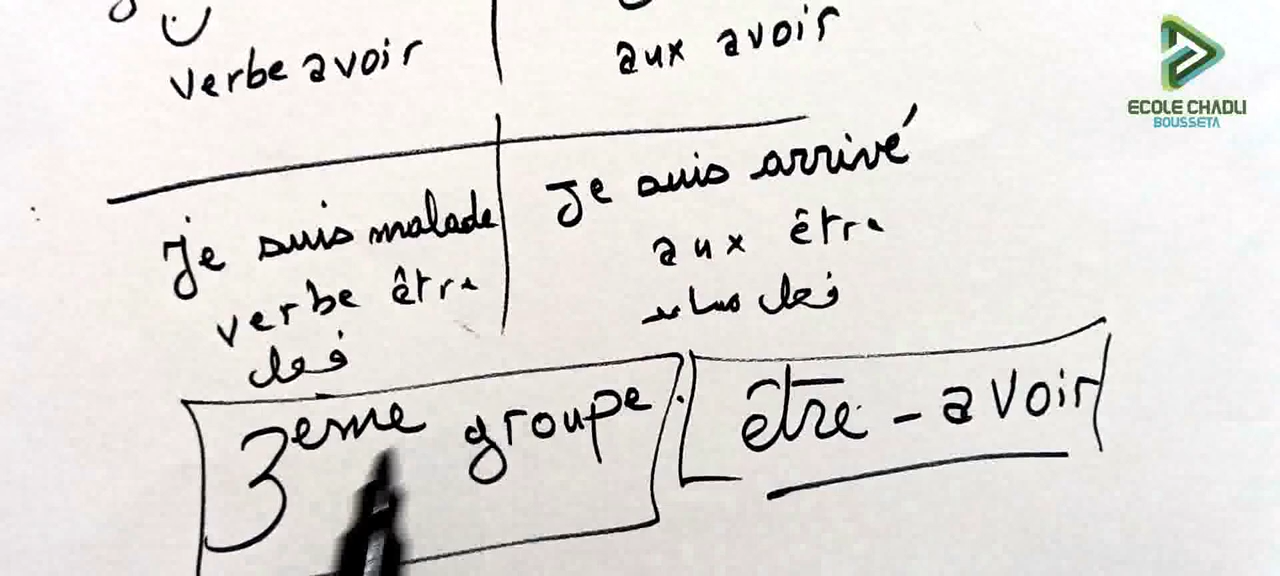 verbe avoir
aux avoir
ECOLE CHADLI
BOUSSETA
Je suis malade
verbe être
فعل
Je suis arrivé
aux être
فعل مساعد
3eme groupe
être - avoir